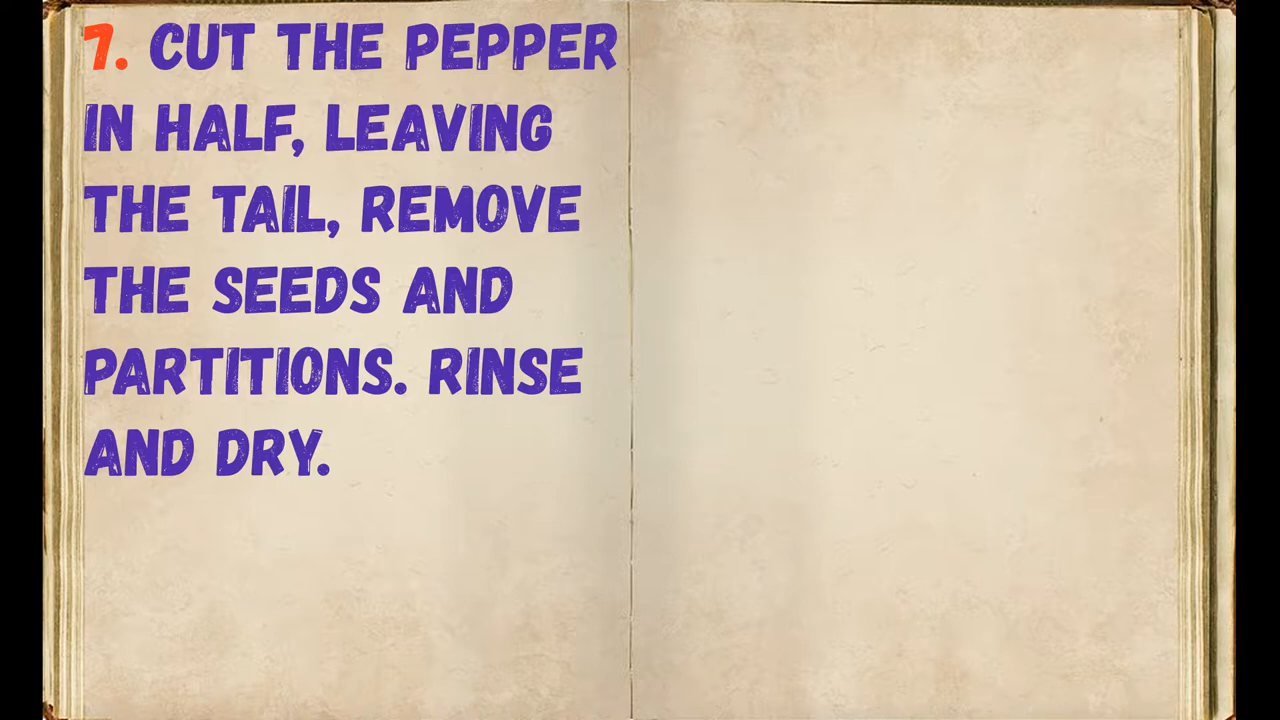 7. CUT THE PEPPER
IN HALF, LEAVING
THE TAIL, REMOVE
THE SEEDS AND
PARTITIONS. RINSE
AND DRY.